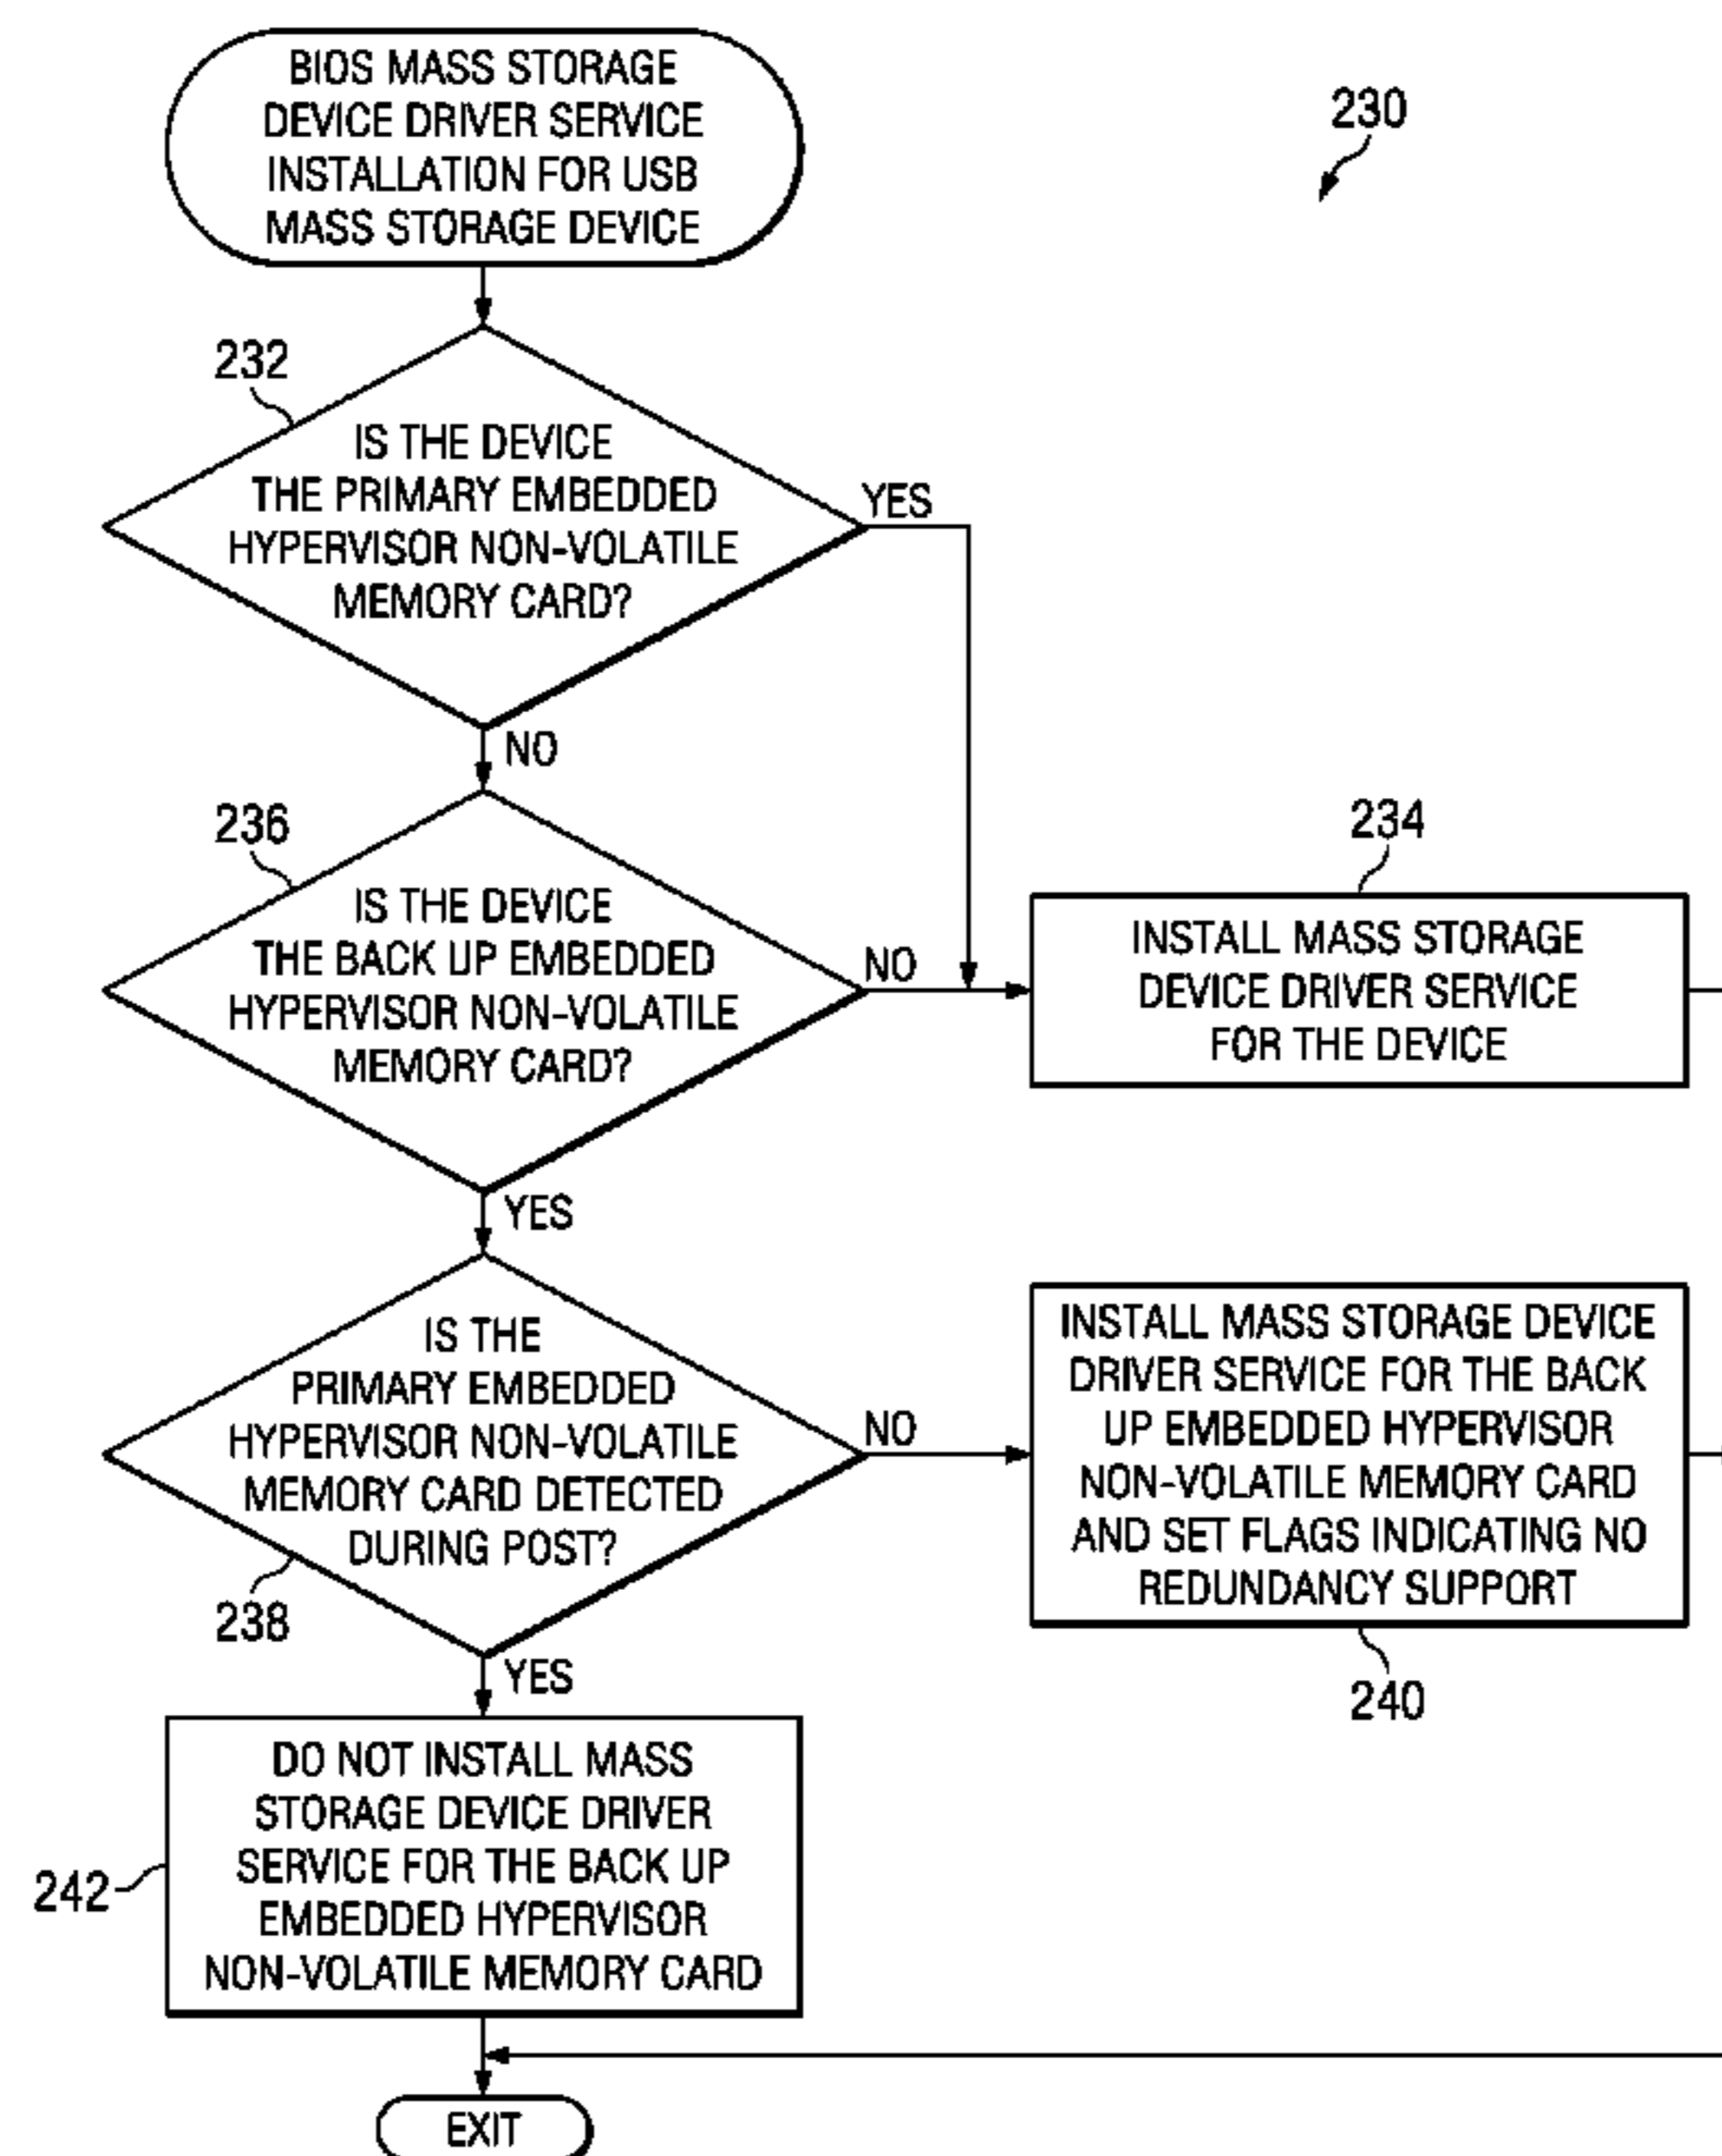 BIOS MASS STORAGE
DEVICE DRIVER SERVICE
INSTALLATION FOR USB
MASS STORAGE DEVICE
230
232
IS THE DEVICE
THE PRIMARY EMBEDDED
HYPERVISOR NON-VOLATILE
MEMORY CARD?
YES
NO
236
IS THE DEVICE
THE BACK UP EMBEDDED
HYPERVISOR NON-VOLATILE
MEMORY CARD?
NO
234
INSTALL MASS STORAGE
DEVICE DRIVER SERVICE
FOR THE DEVICE
YES
IS THE
PRIMARY EMBEDDED
HYPERVISOR NON-VOLATILE
MEMORY CARD DETECTED
DURING POST?
238
NO
INSTALL MASS STORAGE DEVICE
DRIVER SERVICE FOR THE BACK
UP EMBEDDED HYPERVISOR
NON-VOLATILE MEMORY CARD
AND SET FLAGS INDICATING NO
REDUNDANCY SUPPORT
240
YES
DO NOT INSTALL MASS
STORAGE DEVICE DRIVER
SERVICE FOR THE BACK UP
EMBEDDED HYPERVISOR
NON-VOLATILE MEMORY CARD
242
EXIT